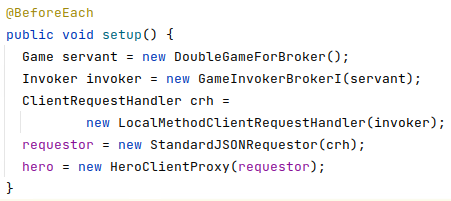 @BeforeEach
public void setup() {
  Game servant = new DoubleGameForBroker();
  Invoker invoker = new GameInvokerBrokerI(servant);
  ClientRequestHandler crh =
          new LocalMethodClientRequestHandler(invoker);
  requestor = new StandardJSONRequestor(crh);
  hero = new HeroClientProxy(requestor);
}